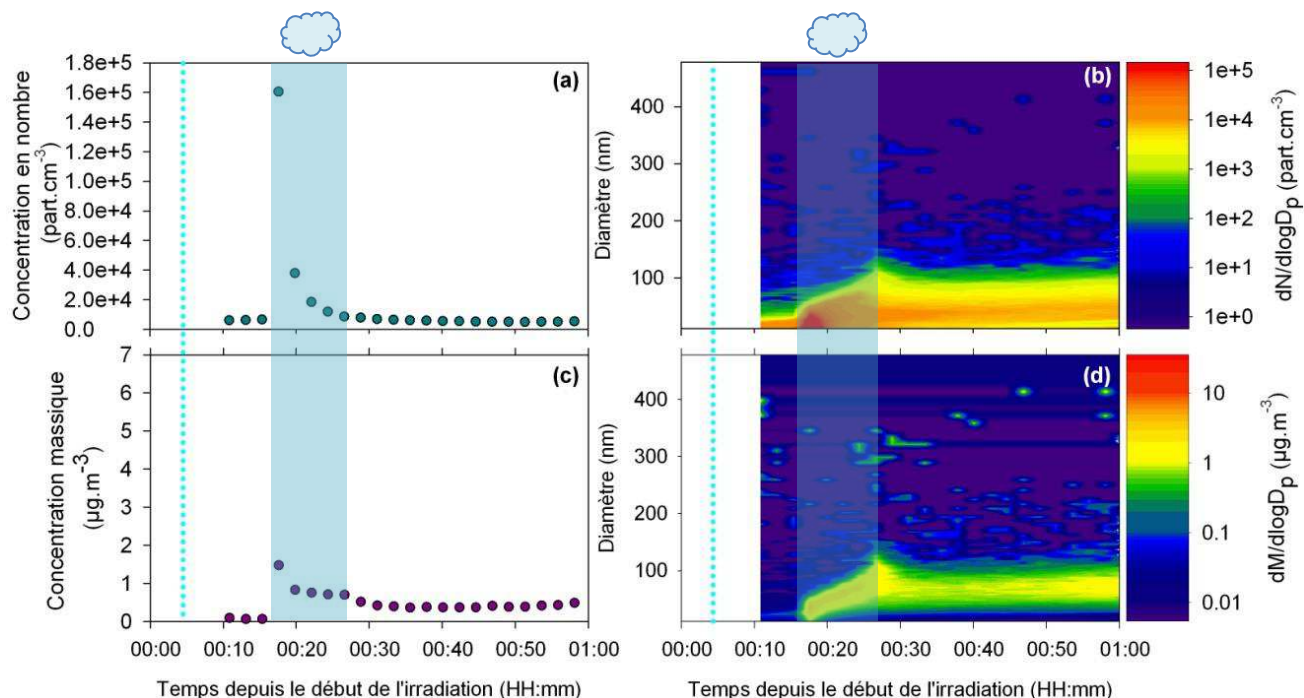 Concentration en nombre
(part.cm-3)
1.8e+5
1.6e+5
1.4e+5
1.2e+5
1.0e+5
8.0e+4
6.0e+4
4.0e+4
2.0e+4
0.0
(a)
Diamètre (nm)
400
300
200
100
(b)
1e+5
1e+4
1e+3
1e+2
1e+1
1e+0
dN/dlogDp (part.cm-3)
Concentration massique
(µg.m-3)
7
6
5
4
3
2
1
0
(c)
00:00 00:10 00:20 00:30 00:40 00:50 01:00
Temps depuis le début de l'irradiation (HH:mm)
Diamètre (nm)
400
300
200
100
(d)
00:00 00:10 00:20 00:30 00:40 00:50 01:00
Temps depuis le début de l'irradiation (HH:mm)
10
1
0.1
0.01
dM/dlogDp (µg.m-3)